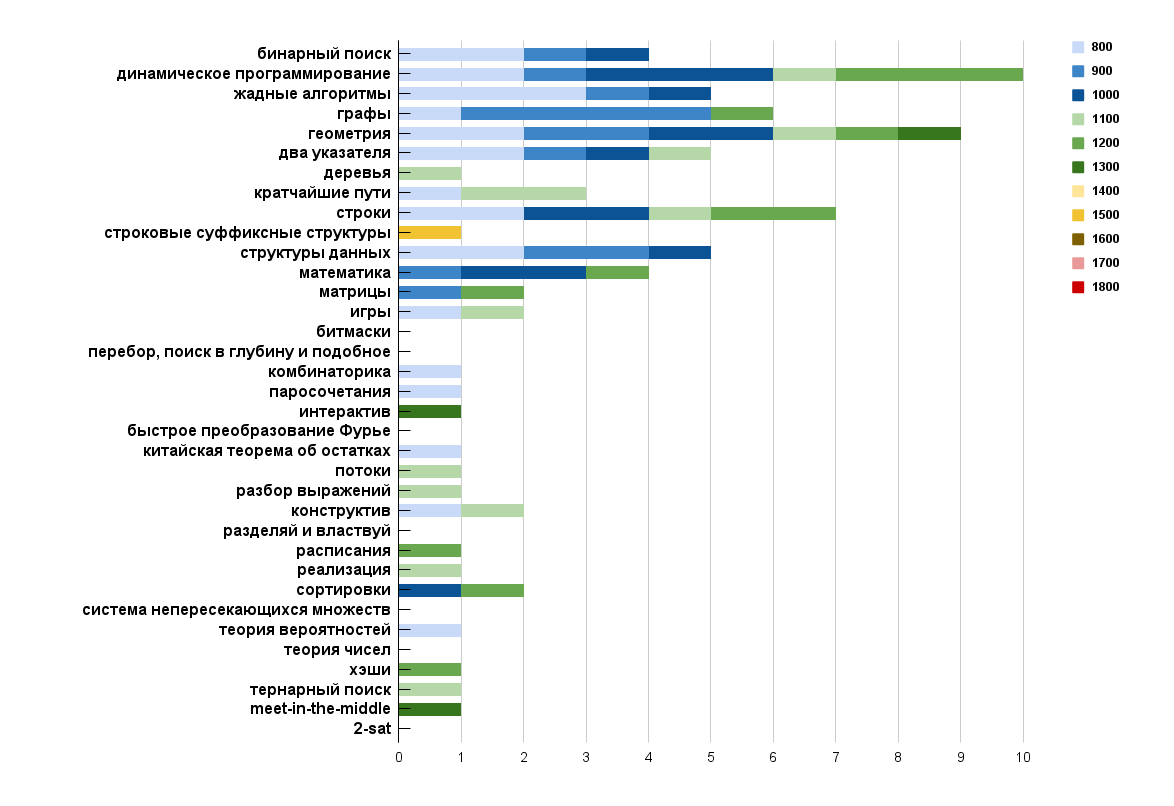 бинарный поиск
динамическое программирование
жадные алгоритмы
графы
геометрия
два указателя
деревья
кратчайшие пути
строки
строковые суффиксные структуры
структуры данных
математика
матрицы
игры
битмаски
перебор, поиск в глубину и подобное
комбинаторика
паросочетания
интерактив
быстрое преобразование Фурье
китайская теорема об остатках
потоки
разбор выражений
конструктив
разделяй и властвуй
расписания
реализация
сортировки
система непересекающихся множеств
теория вероятностей
теория чисел
хэши
тернарный поиск
meet-in-the-middle
2-sat
0 1 2 3 4 5 6 7 8 9 10
800
900
1000
1100
1200
1300
1400
1500
1600
1700
1800